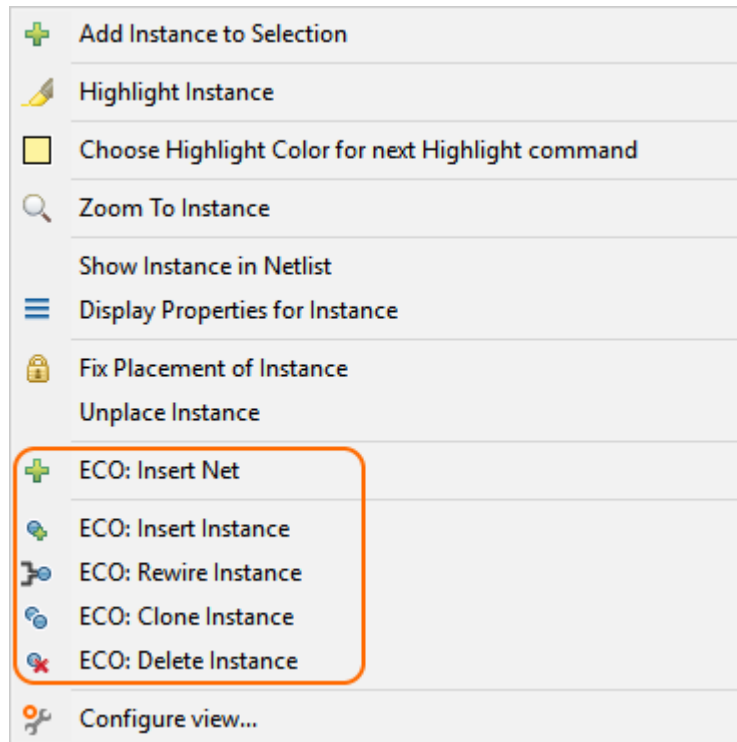 Add Instance to Selection
Highlight Instance
Choose Highlight Color for next Highlight command
Zoom To Instance
Show Instance in Netlist
Display Properties for Instance
Fix Placement of Instance
Unplace Instance
ECO: Insert Net
ECO: Insert Instance
ECO: Rewire Instance
ECO: Clone Instance
ECO: Delete Instance
Configure view...